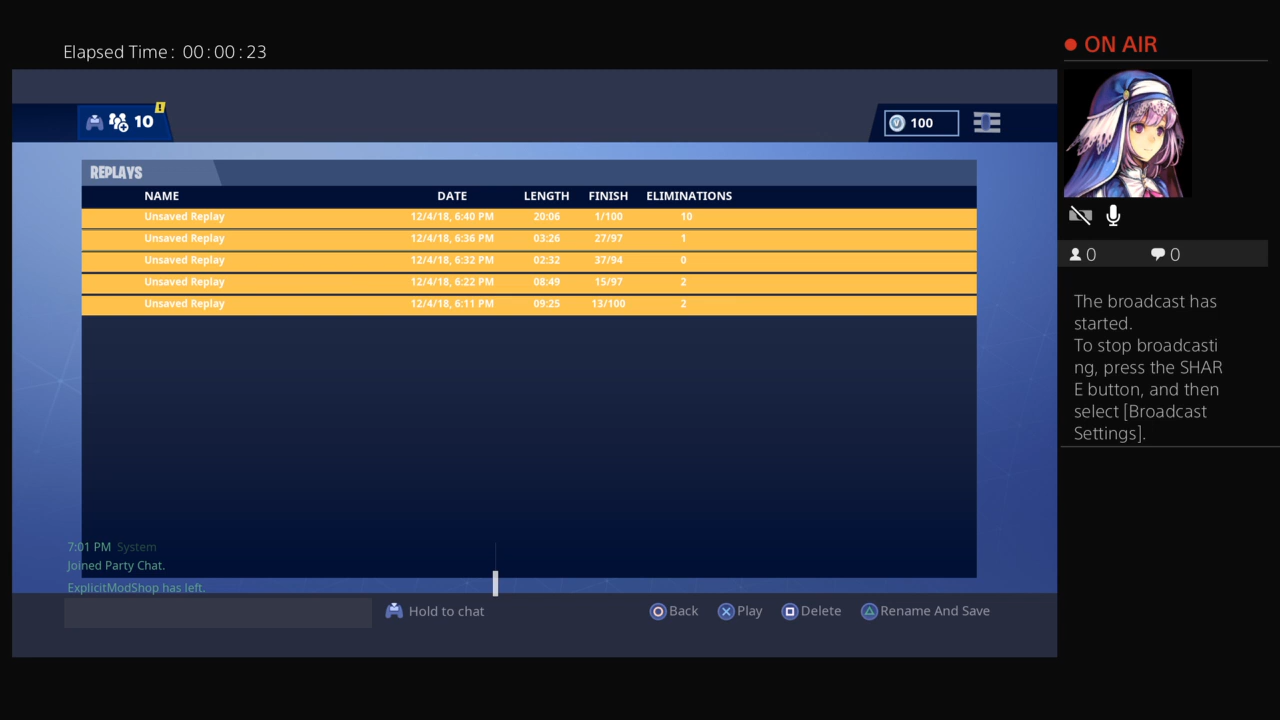 Elapsed Time: 00:00:23
ON AIR
! 10
V 100
REPLAYS
NAME DATE LENGTH FINISH ELIMINATIONS
Unsaved Replay 12/4/18, 6:40 PM 20:06 1/100 10
Unsaved Replay 12/4/18, 6:36 PM 03:26 27/97 1
Unsaved Replay 12/4/18, 6:32 PM 02:32 37/94 0
Unsaved Replay 12/4/18, 6:22 PM 08:49 15/97 2
Unsaved Replay 12/4/18, 6:11 PM 09:25 13/100 2
0 0
The broadcast has
started.
To stop broadcasti
ng, press the SHAR
E button, and then
select [Broadcast
Settings].
7:01 PM System
Joined Party Chat.
ExplicitModShop has left.
Hold to chat Back Play Delete Rename And Save